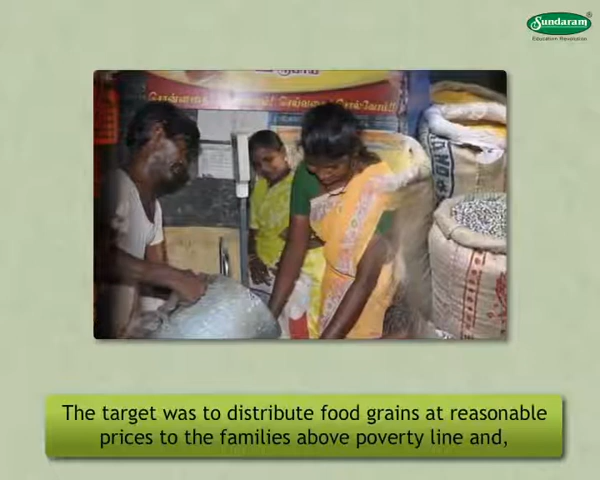 Sundaram
Education Revolution
செய்வதை சொல்வோம்!!
The target was to distribute food grains at reasonable
prices to the families above poverty line and,